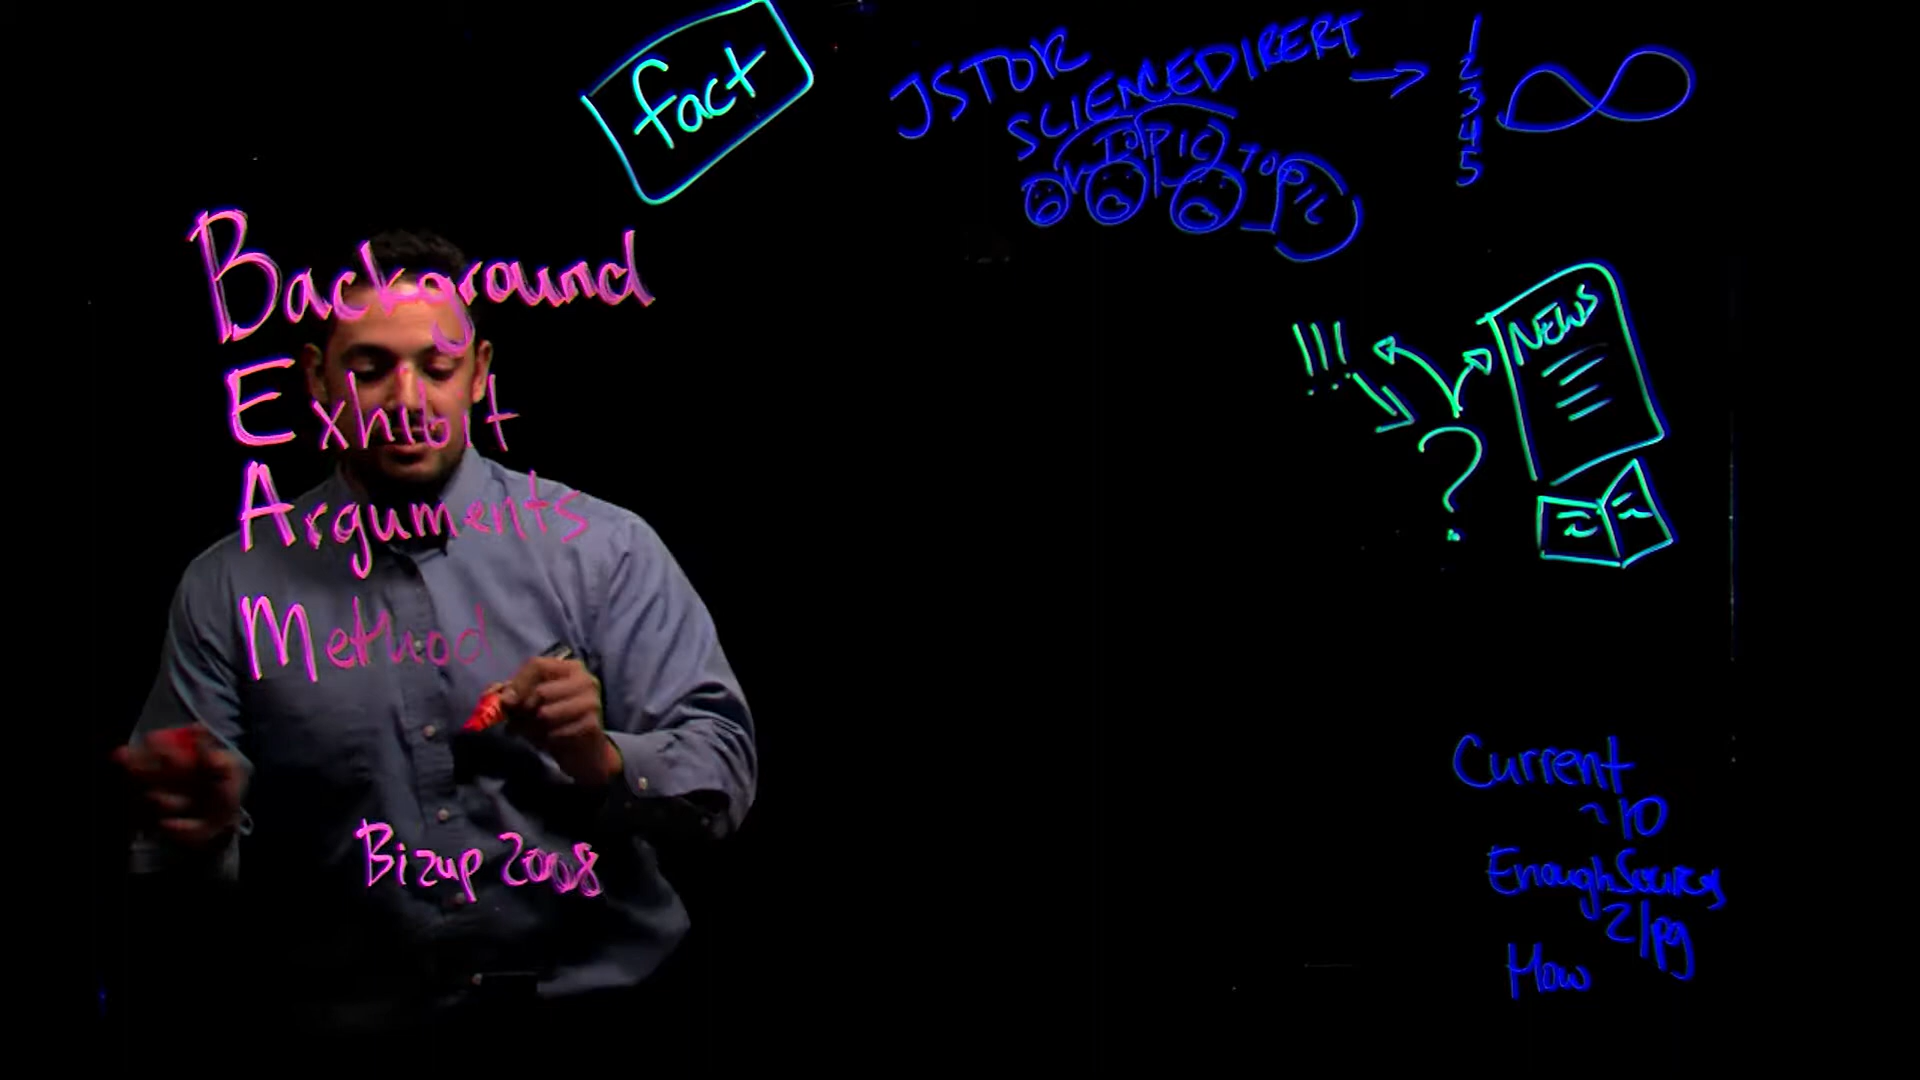 fact
JSTOR
SCIENCEDIRERT
TOPIC
TOPIC
1
2
3
4
5
Background
Exhibit
Arguments
Method
Bizup 2008
!!!
?
NEWS
Current
~10
Enough Sources
2/pg
How